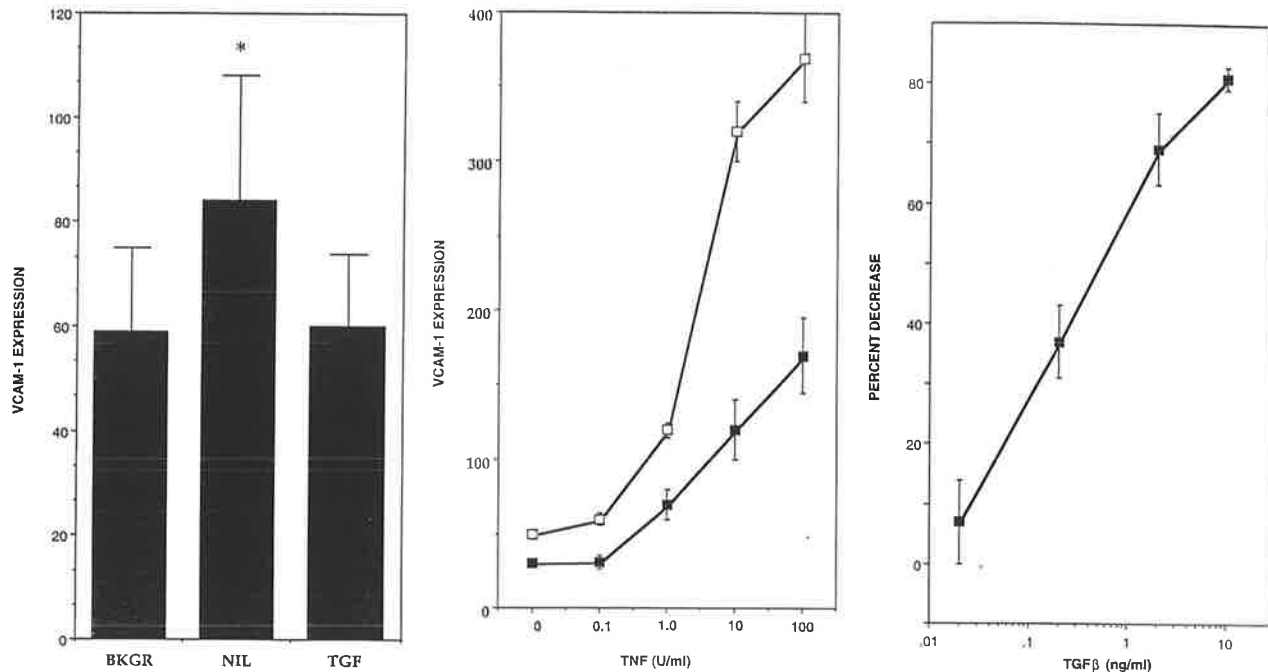 120
100
80
60
40
20
0
VCAM-1 EXPRESSION
*
BKGR NIL TGF
400
300
200
100
0
VCAM-1 EXPRESSION
0 0.1 1.0 10 100
TNF (U/ml)
80
60
40
20
0
PERCENT DECREASE
.01 .1 1 10
TGFβ (ng/ml)